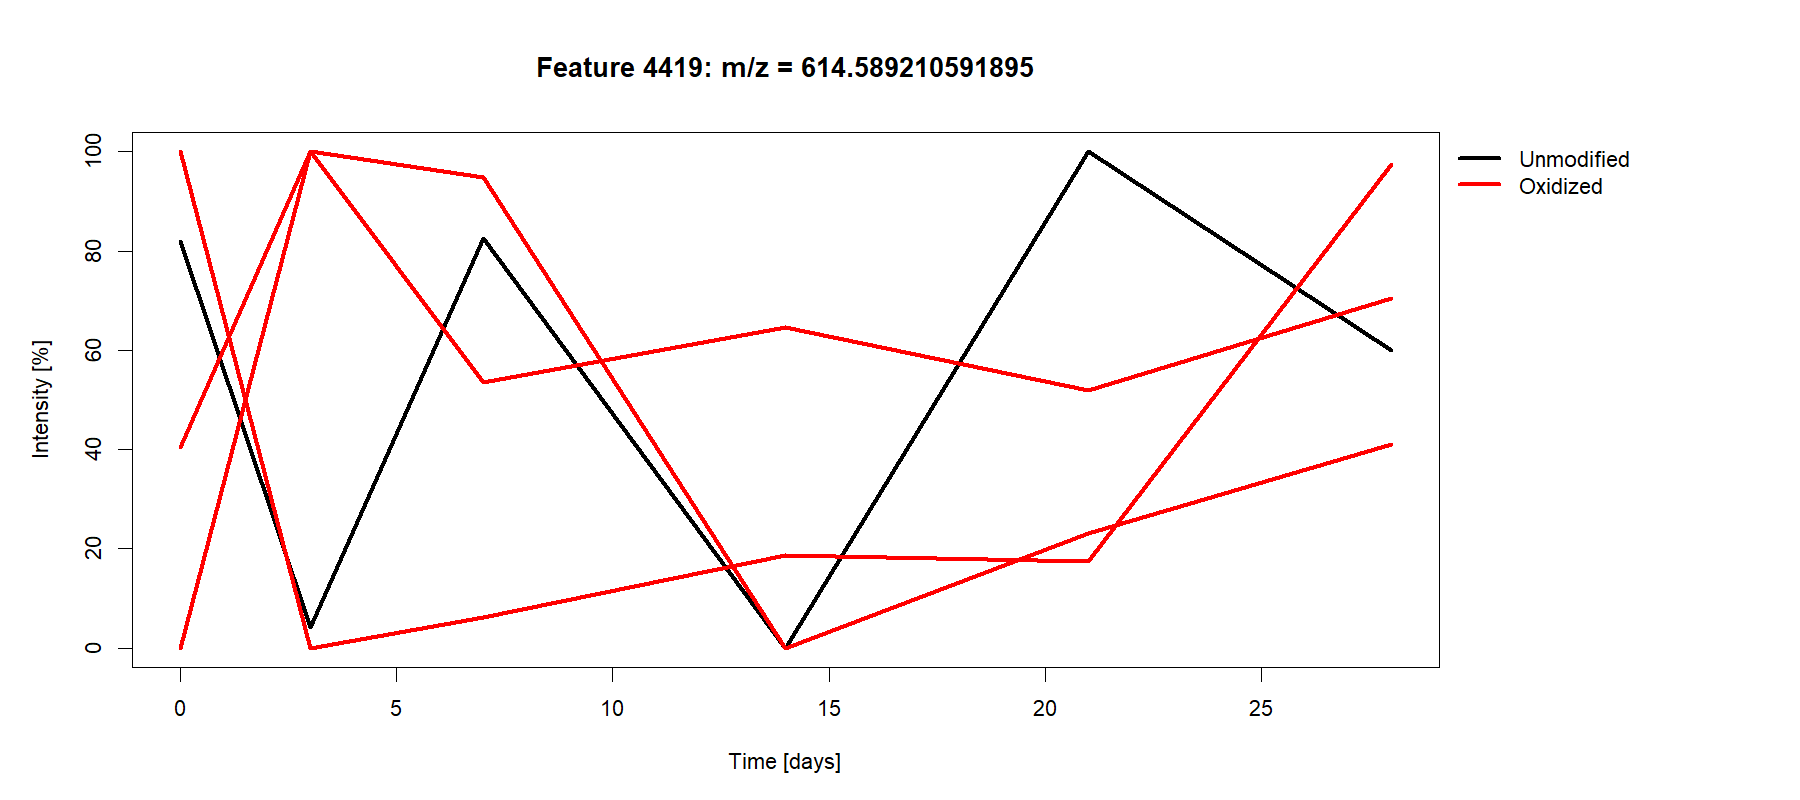 Feature 4419: m/z = 614.589210591895
Unmodified
Oxidized
Intensity [%]
100
80
60
40
20
0
0 5 10 15 20 25
Time [days]